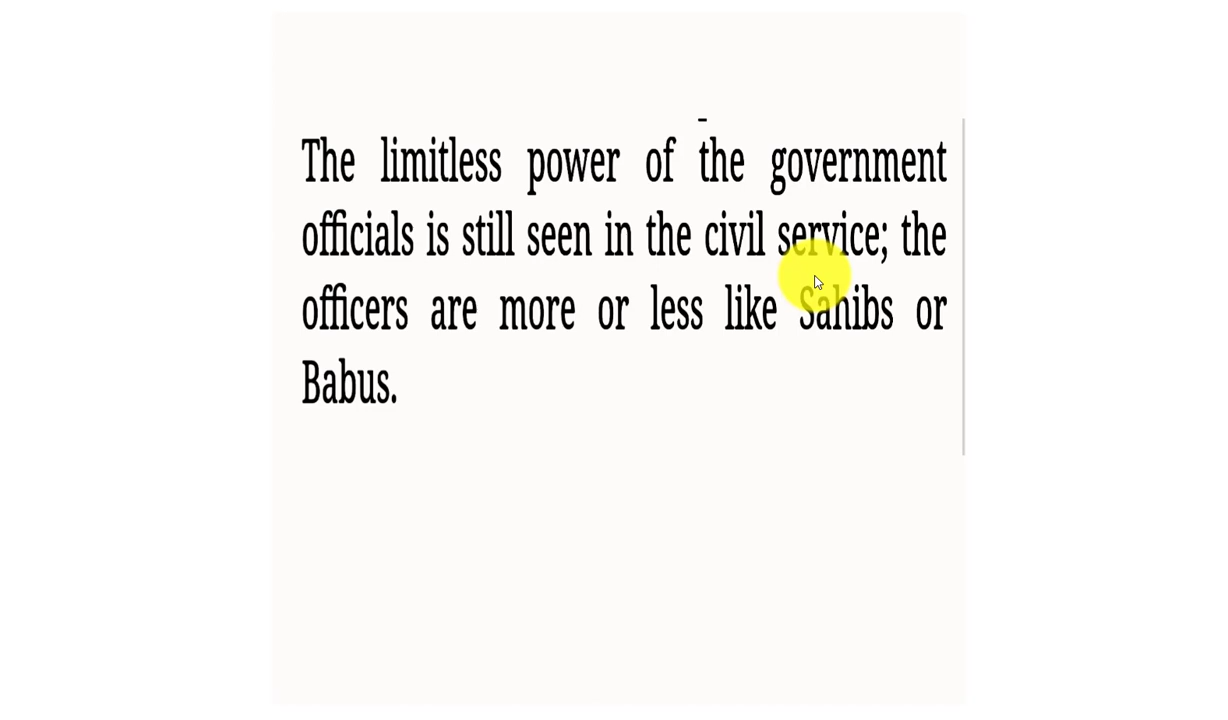 The limitless power of the government
officials is still seen in the civil service; the
officers are more or less like Sahibs or
Babus.